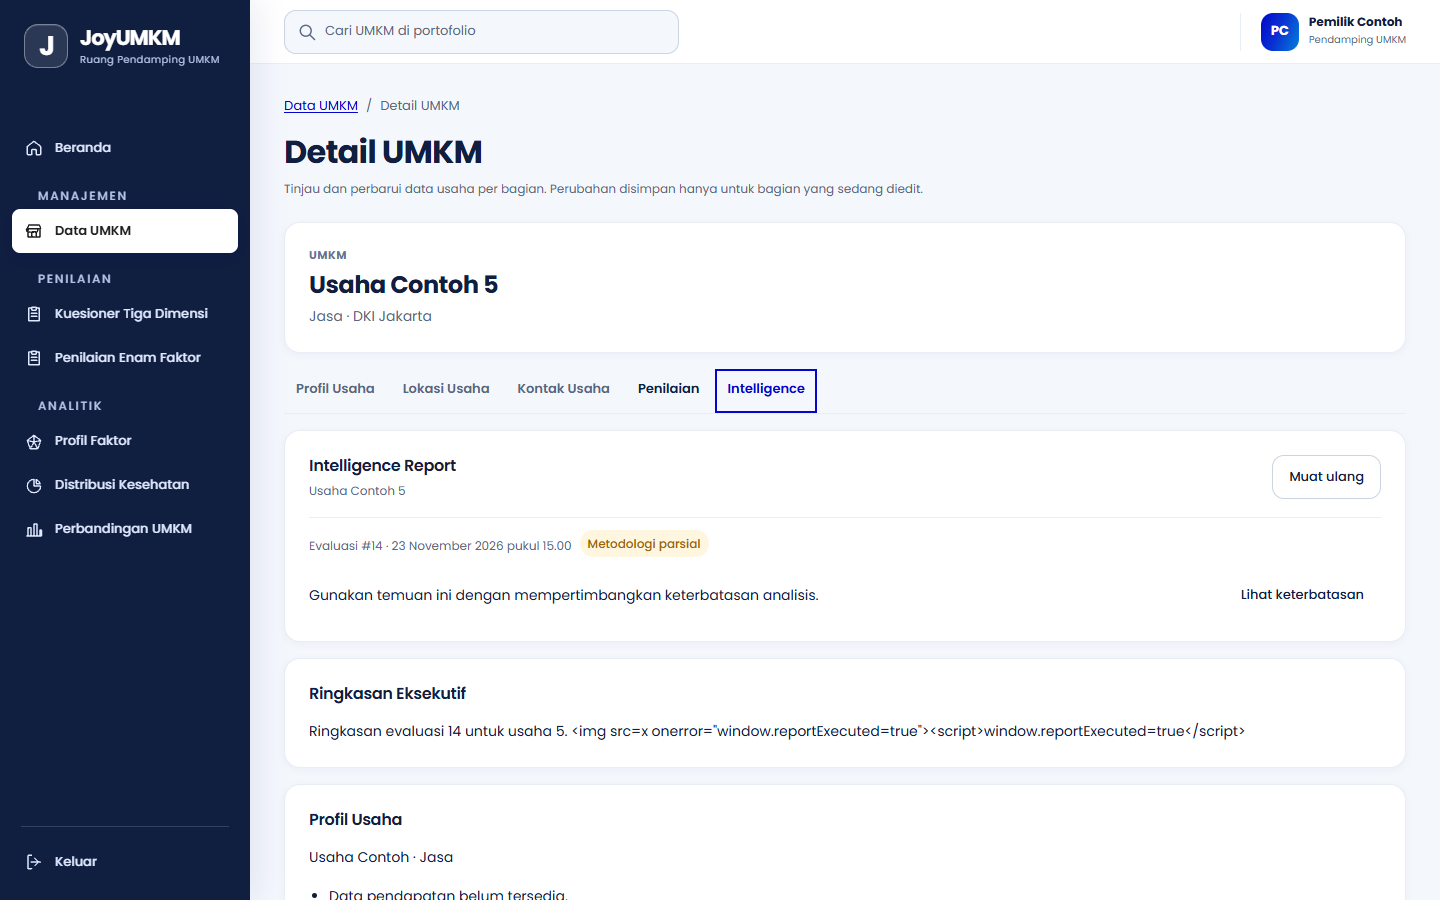 J
JoyUMKM
Ruang Pendamping UMKM
Beranda
MANAJEMEN
Data UMKM
PENILAIAN
Kuesioner Tiga Dimensi
Penilaian Enam Faktor
ANALITIK
Profil Faktor
Distribusi Kesehatan
Perbandingan UMKM
Keluar
Cari UMKM di portofolio
PC
Pemilik Contoh
Pendamping UMKM
Data UMKM / Detail UMKM
Detail UMKM
Tinjau dan perbarui data usaha per bagian. Perubahan disimpan hanya untuk bagian yang sedang diedit.
UMKM
Usaha Contoh 5
Jasa · DKI Jakarta
Profil Usaha Lokasi Usaha Kontak Usaha Penilaian Intelligence
Intelligence Report
Usaha Contoh 5
Muat ulang
Evaluasi #14 · 23 November 2026 pukul 15.00 Metodologi parsial
Gunakan temuan ini dengan mempertimbangkan keterbatasan analisis.
Lihat keterbatasan
Ringkasan Eksekutif
Ringkasan evaluasi 14 untuk usaha 5. <img src=x onerror="window.reportExecuted=true"><script>window.reportExecuted=true</script>
Profil Usaha
Usaha Contoh · Jasa
• Data pendapatan belum tersedia.